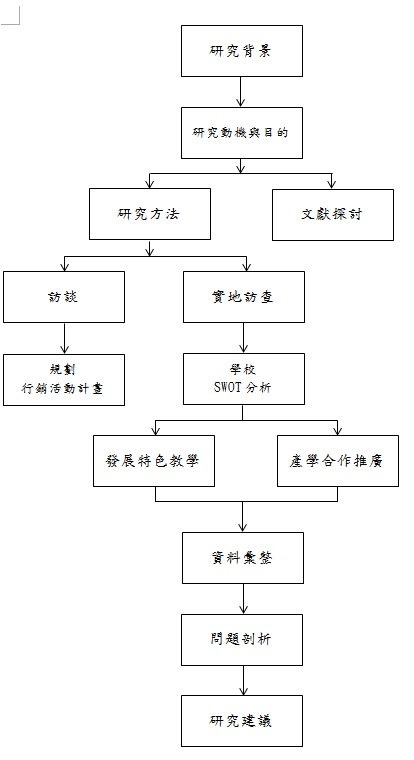 研究背景
研究動機與目的
研究方法
文獻探討
訪談
實地訪查
規劃
行銷活動計畫
學校
SWOT分析
發展特色教學
產學合作推廣
資料彙整
問題剖析
研究建議